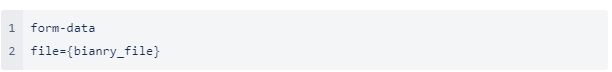 1 form-data
2 file={bianry_file}